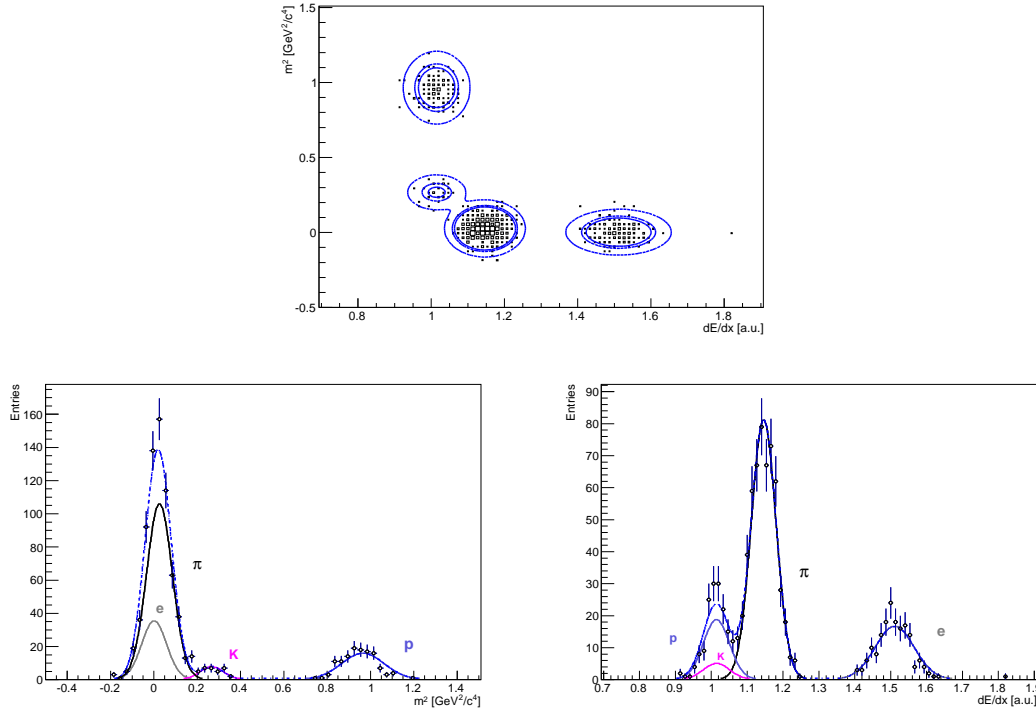 m² [GeV²/c⁴]
1.5
1
0.5
0
-0.5
0.8 1 1.2 1.4 1.6 1.8
dE/dx [a.u.]
Entries
160
140
120
100
80
60
40
20
0
π
e
K
p
-0.4 -0.2 0 0.2 0.4 0.6 0.8 1 1.2 1.4
m² [GeV²/c⁴]
Entries
90
80
70
60
50
40
30
20
10
0
p
K
π
e
0.7 0.8 0.9 1 1.1 1.2 1.3 1.4 1.5 1.6 1.7 1.8 1.9
dE/dx [a.u.]